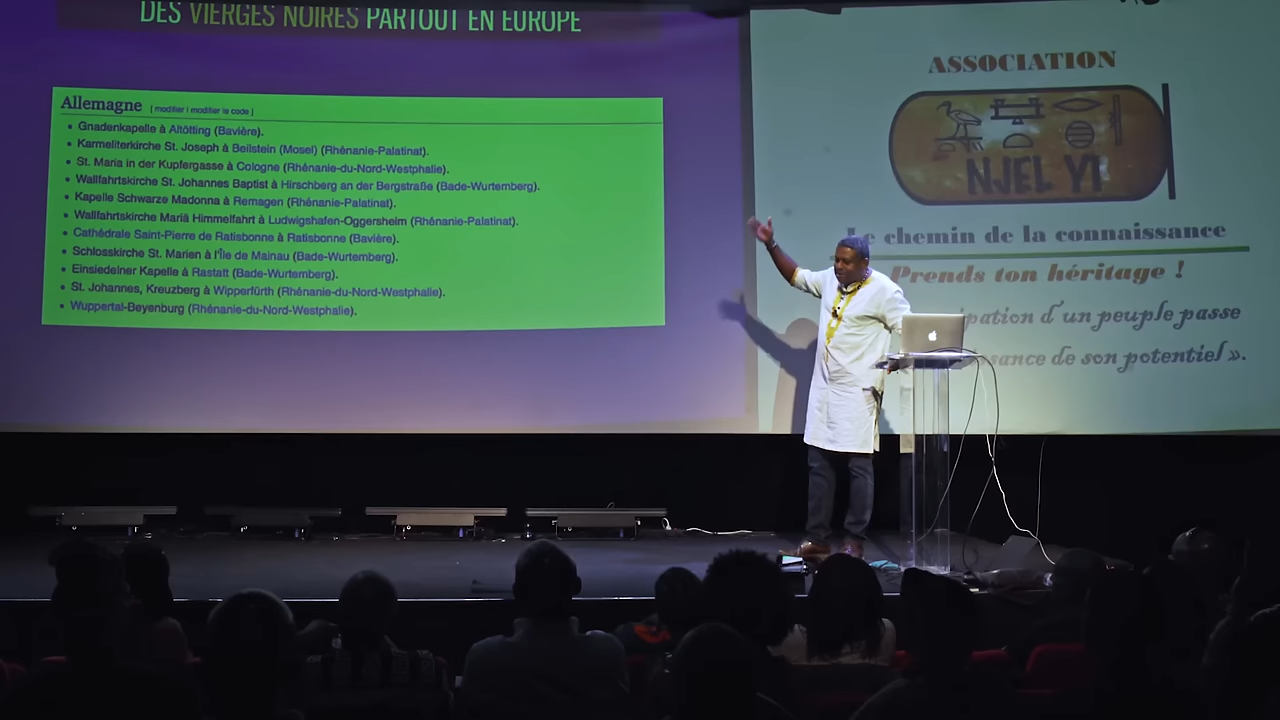 DES VIERGES NOIRES PARTOUT EN EUROPE
Allemagne [ modifier | modifier le code ]
• Gnadenkapelle à Altötting (Bavière).
• Karmeliterkirche St. Joseph à Beilstein (Mosel) (Rhénanie-Palatinat).
• St. Maria in der Kupfergasse à Cologne (Rhénanie-du-Nord-Westphalie).
• Wallfahrtskirche St. Johannes Baptist à Hirschberg an der Bergstraße (Bade-Wurtemberg).
• Kapelle Schwarze Madonna à Remagen (Rhénanie-Palatinat).
• Wallfahrtskirche Mariä Himmelfahrt à Ludwigshafen-Oggersheim (Rhénanie-Palatinat).
• Cathédrale Saint-Pierre de Ratisbonne à Ratisbonne (Bavière).
• Schlosskirche St. Marien à l'Île de Mainau (Bade-Wurtemberg).
• Einsiedelner Kapelle à Rastatt (Bade-Wurtemberg).
• St. Johannes, Kreuzberg à Wipperfürth (Rhénanie-du-Nord-Westphalie).
• Wuppertal-Beyenburg (Rhénanie-du-Nord-Westphalie).
ASSOCIATION
NJEL YI
Le chemin de la connaissance
Prends ton héritage !
d'un peuple passe
de son potentiel ».